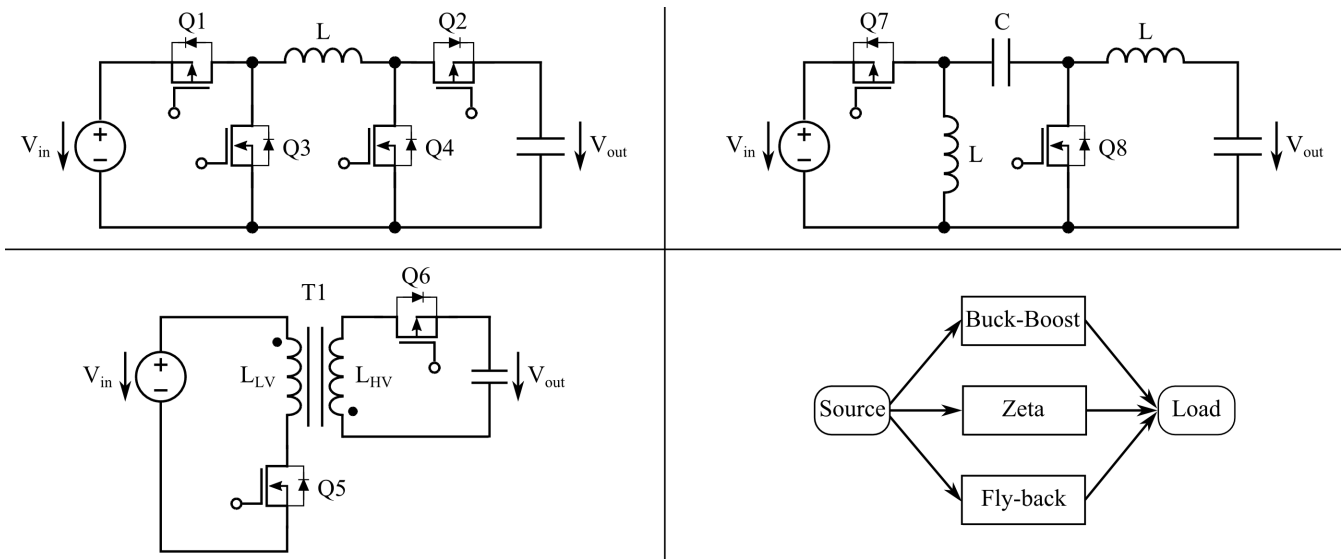 Q1
L
Q2
V_in
+
−
Q3
Q4
V_out
Q7
C
L
V_in
+
−
L
Q8
V_out
T1
Q6
V_in
+
−
L_LV
L_HV
V_out
Q5
Buck-Boost
Source
Zeta
Load
Fly-back